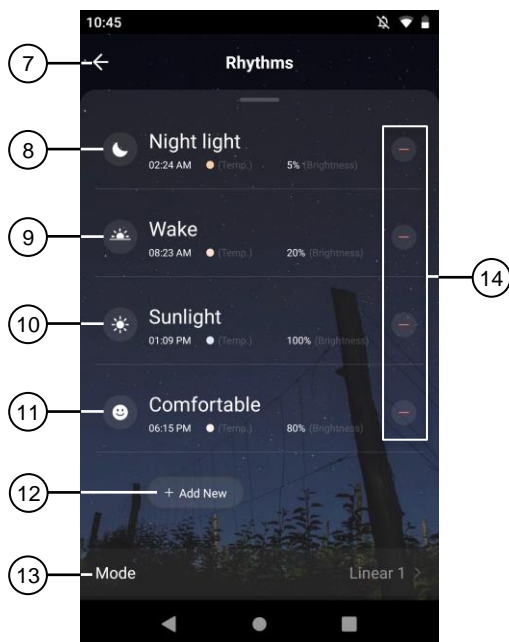 10:45
7
Rhythms
8
Night light
02:24 AM (Temp.) 5% (Brightness)
9
Wake
08:23 AM (Temp.) 20% (Brightness)
14
10
Sunlight
01:09 PM (Temp.) 100% (Brightness)
11
Comfortable
06:15 PM (Temp.) 80% (Brightness)
12
+ Add New
13
Mode Linear 1 >